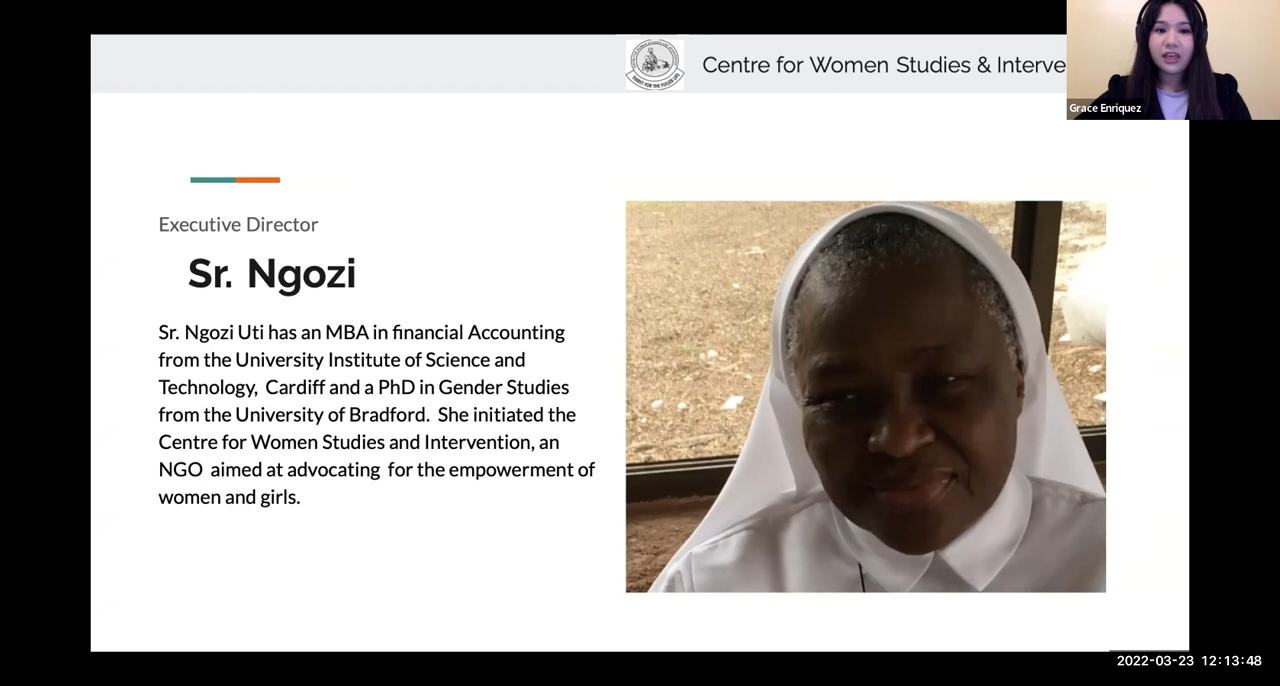 Centre for Women Studies & Interve
Grace Enriquez
Executive Director
Sr. Ngozi
Sr. Ngozi Uti has an MBA in financial Accounting
from the University Institute of Science and
Technology, Cardiff and a PhD in Gender Studies
from the University of Bradford. She initiated the
Centre for Women Studies and Intervention, an
NGO aimed at advocating for the empowerment of
women and girls.
2022-03-23 12:13:48